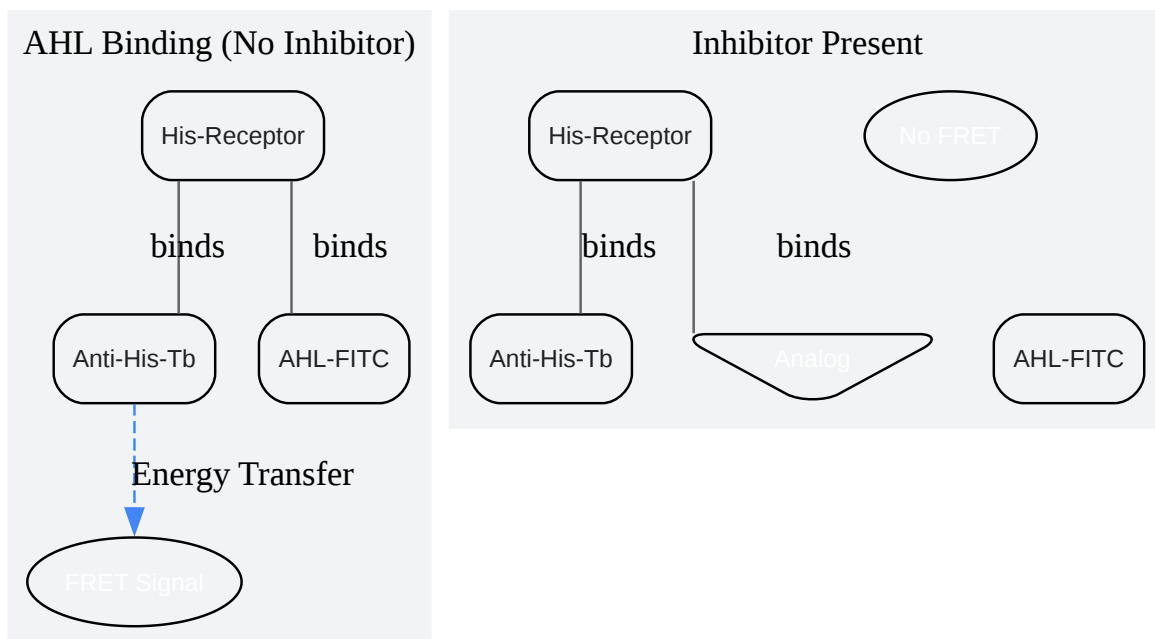 AHL Binding (No Inhibitor)
His-Receptor
binds
binds
Anti-His-Tb
AHL-FITC
Energy Transfer
FRET Signal
Inhibitor Present
His-Receptor
No FRET
binds
binds
Anti-His-Tb
Analog
AHL-FITC